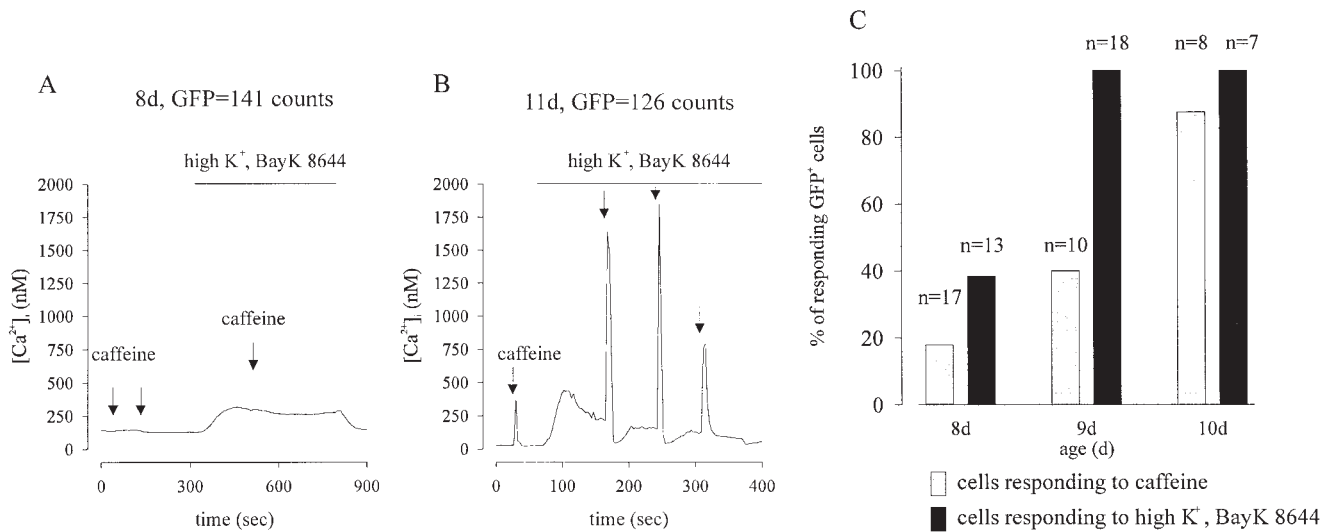 A
8d, GFP=141 counts
high K⁺, BayK 8644
2000
1750
1500
1250
1000
750
500
250
0
[Ca²⁺]ᵢ (nM)
caffeine
caffeine
0
300
600
900
time (sec)
B
11d, GFP=126 counts
high K⁺, BayK 8644
2000
1750
1500
1250
1000
750
500
250
0
[Ca²⁺]ᵢ (nM)
caffeine
0
100
200
300
400
time (sec)
C
n=18
n=8
n=7
n=13
n=10
n=17
100
80
60
40
20
0
% of responding GFP⁺ cells
8d
9d
10d
age (d)
cells responding to caffeine
cells responding to high K⁺, BayK 8644